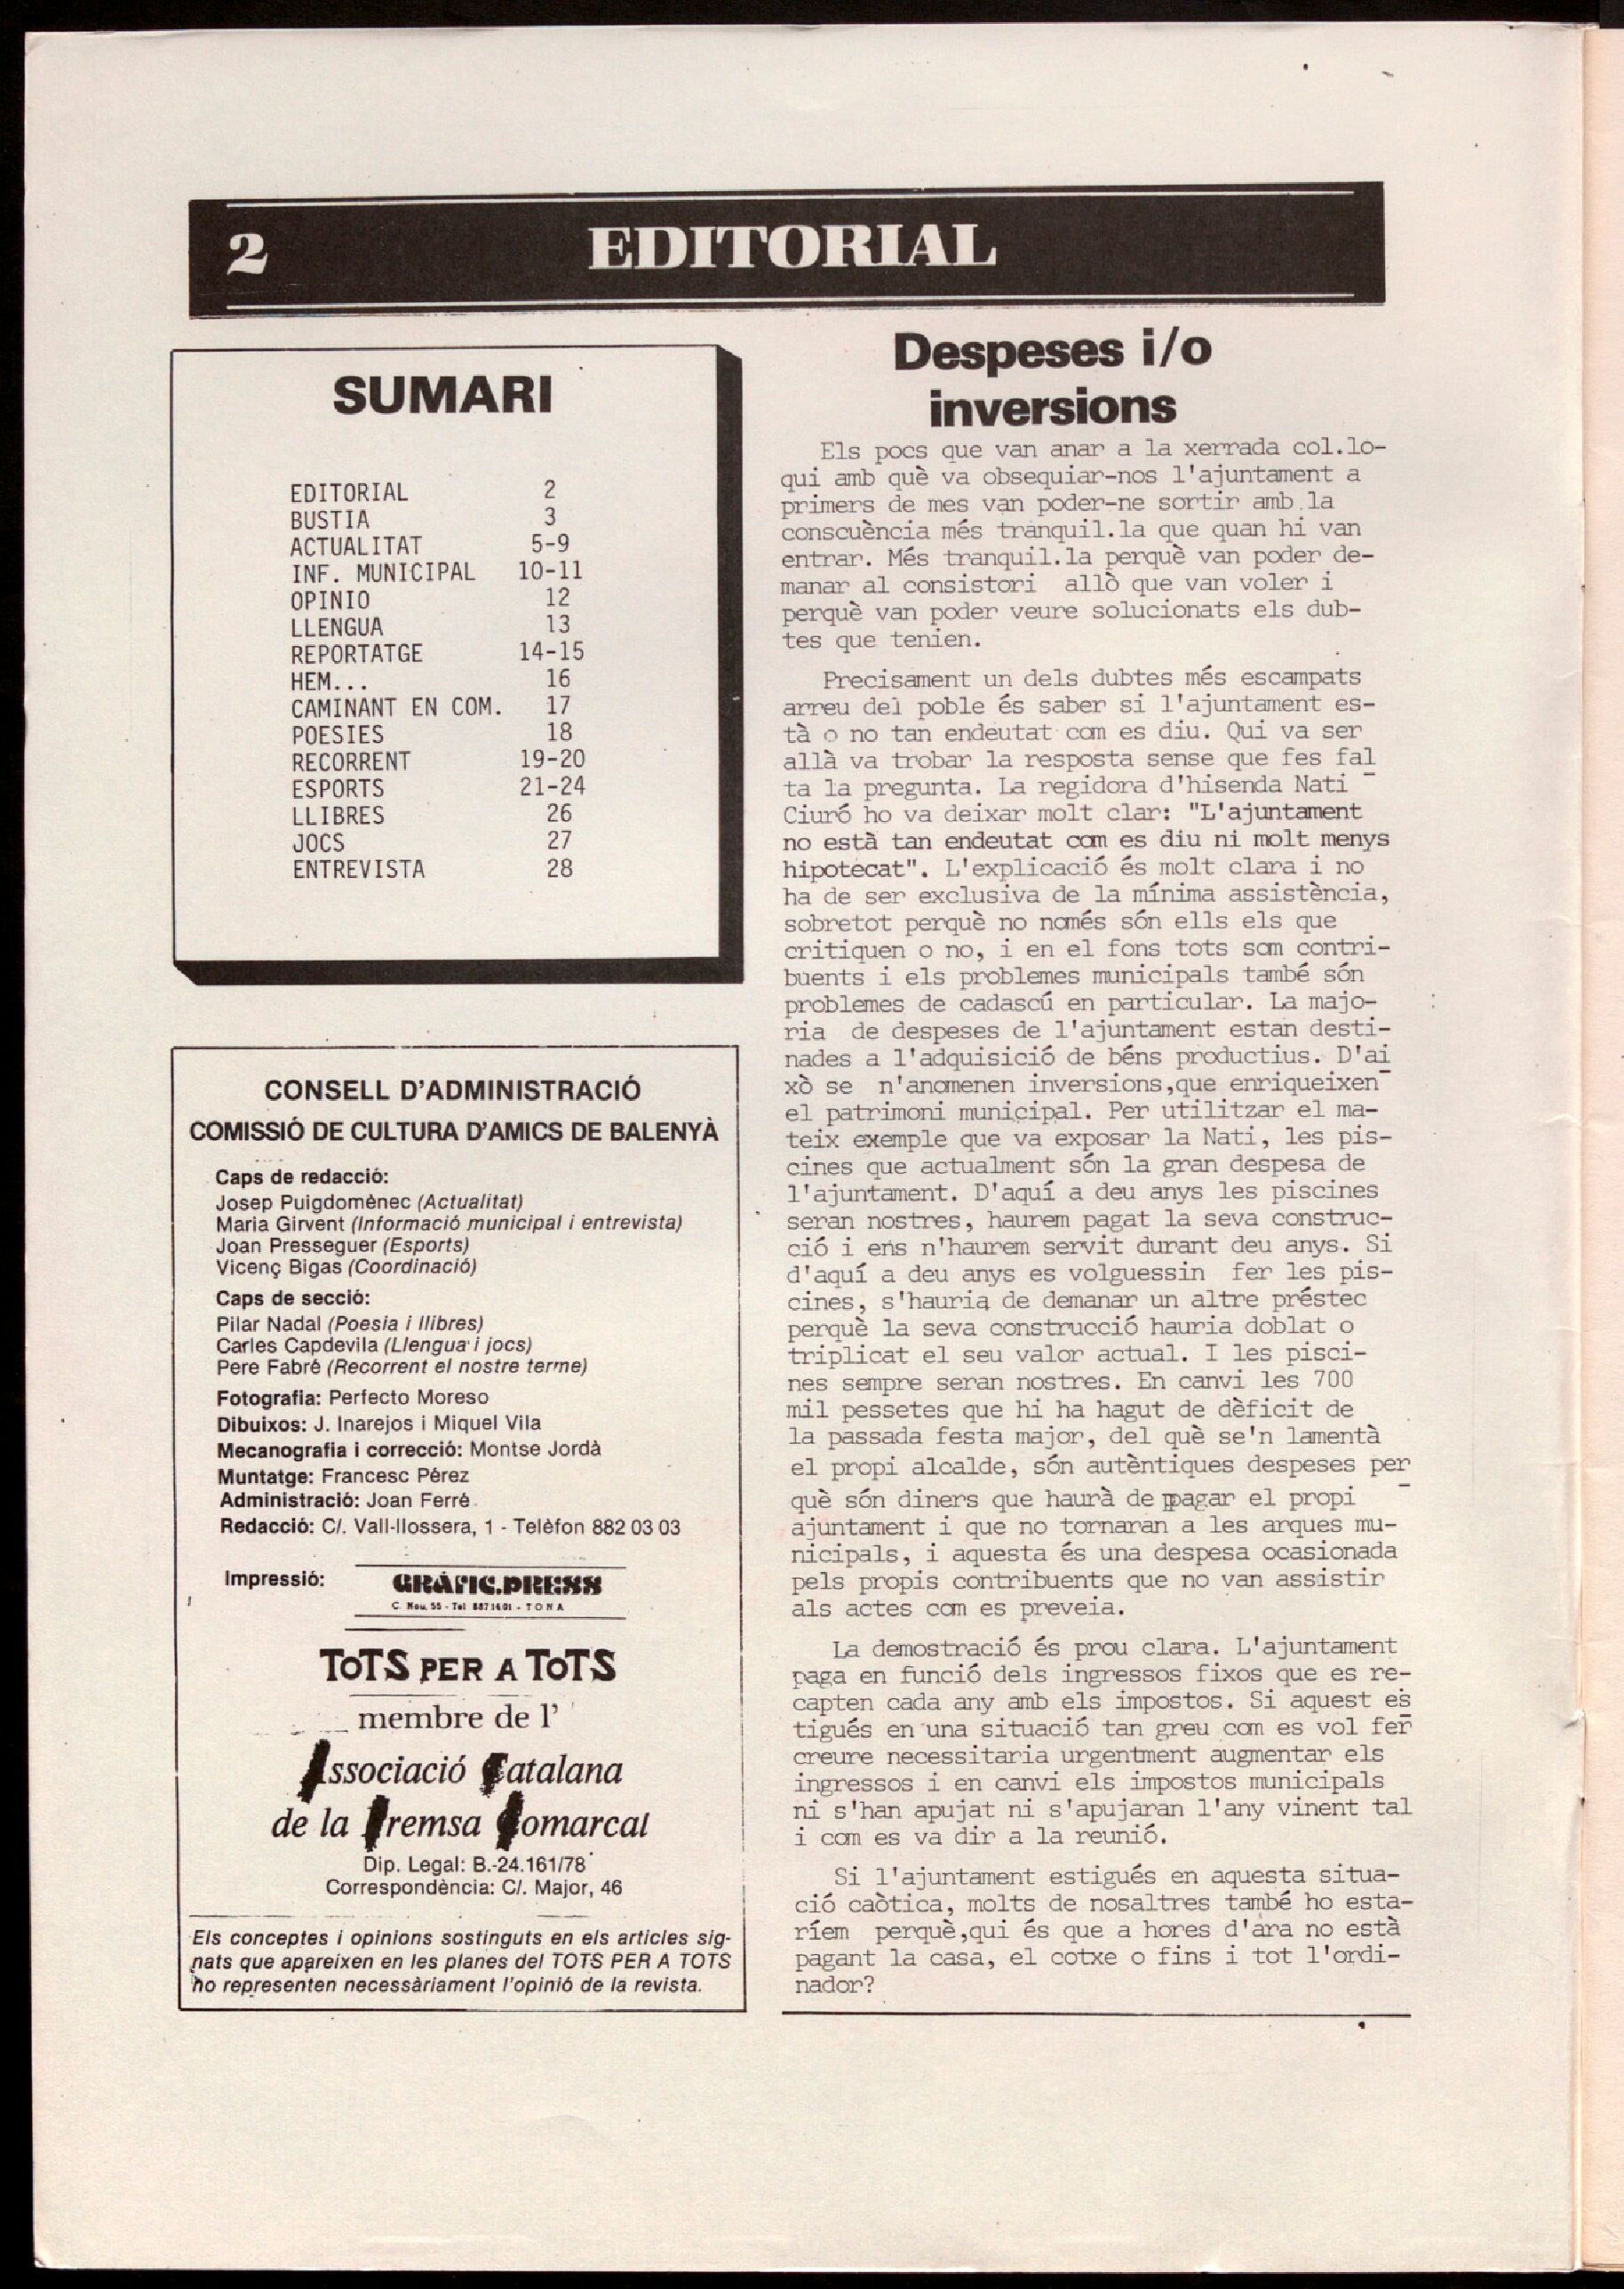 2 EDITORIAL
SUMARI
EDITORIAL 2
BUSTIA 3
ACTUALITAT 5-9
INF. MUNICIPAL 10-11
OPINIO 12
LLENGUA 13
REPORTATGE 14-15
HEM... 16
CAMINANT EN COM. 17
POESIES 18
RECORRENT 19-20
ESPORTS 21-24
LLIBRES 26
JOCS 27
ENTREVISTA 28
CONSELL D'ADMINISTRACIÓ
COMISSIÓ DE CULTURA D'AMICS DE BALENYÀ
Caps de redacció:
Josep Puigdomènec (Actualitat)
Maria Girvent (Informació municipal i entrevista)
Joan Presseguer (Esports)
Vicenç Bigas (Coordinació)
Caps de secció:
Pilar Nadal (Poesia i llibres)
Carles Capdevila (Llengua i jocs)
Pere Fabré (Recorrent el nostre terme)
Fotografia: Perfecto Moreso
Dibuixos: J. Inarejos i Miquel Vila
Mecanografia i correcció: Montse Jordà
Muntatge: Francesc Pérez
Administració: Joan Ferré
Redacció: C/. Vall-llossera, 1 - Telèfon 882 03 03
Impressió: GRÀFIC.PRESS
C. Nou, 55 - Tel 8871401 - TONA
TOTS PER A TOTS
membre de l'
Associació Catalana
de la Premsa Comarcal
Dip. Legal: B.-24.161/78
Correspondència: C/. Major, 46
Els conceptes i opinions sostinguts en els articles sig-
nats que apareixen en les planes del TOTS PER A TOTS
no representen necessàriament l'opinió de la revista.
Despeses i/o
inversions
Els pocs que van anar a la xerrada col.lo-
qui amb què va obsequiar-nos l'ajuntament a
primers de mes van poder-ne sortir amb la
conscuència més tranquil.la que quan hi van
entrar. Més tranquil.la perquè van poder de-
manar al consistori allò que van voler i
perquè van poder veure solucionats els dub-
tes que tenien.
Precisament un dels dubtes més escampats
arreu del poble és saber si l'ajuntament es-
tà o no tan endeutat com es diu. Qui va ser
allà va trobar la resposta sense que fes fal
ta la pregunta. La regidora d'hisenda Nati
Ciuró ho va deixar molt clar: "L'ajuntament
no està tan endeutat com es diu ni molt menys
hipotecat". L'explicació és molt clara i no
ha de ser exclusiva de la mínima assistència,
sobretot perquè no només són ells els que
critiquen o no, i en el fons tots som contri-
buents i els problemes municipals també són
problemes de cadascú en particular. La majo-
ria de despeses de l'ajuntament estan desti-
nades a l'adquisició de béns productius. D'ai
xò se n'anomenen inversions,que enriqueixen
el patrimoni municipal. Per utilitzar el ma-
teix exemple que va exposar la Nati, les pis-
cines que actualment són la gran despesa de
l'ajuntament. D'aquí a deu anys les piscines
seran nostres, haurem pagat la seva construc-
ció i ens n'haurem servit durant deu anys. Si
d'aquí a deu anys es volguessin fer les pis-
cines, s'hauria de demanar un altre préstec
perquè la seva construcció hauria doblat o
triplicat el seu valor actual. I les pisci-
nes sempre seran nostres. En canvi les 700
mil pessetes que hi ha hagut de dèficit de
la passada festa major, del què se'n lamentà
el propi alcalde, són autèntiques despeses per
què són diners que haurà de pagar el propi
ajuntament i que no tornaran a les arques mu-
nicipals, i aquesta és una despesa ocasionada
pels propis contribuents que no van assistir
als actes com es preveia.
La demostració és prou clara. L'ajuntament
paga en funció dels ingressos fixos que es re-
capten cada any amb els impostos. Si aquest es
tigués en una situació tan greu com es vol fer
creure necessitaria urgentment augmentar els
ingressos i en canvi els impostos municipals
ni s'han apujat ni s'apujaran l'any vinent tal
i com es va dir a la reunió.
Si l'ajuntament estigués en aquesta situa-
ció caòtica, molts de nosaltres també ho esta-
ríem perquè,qui és que a hores d'ara no està
pagant la casa, el cotxe o fins i tot l'ordi-
nador?